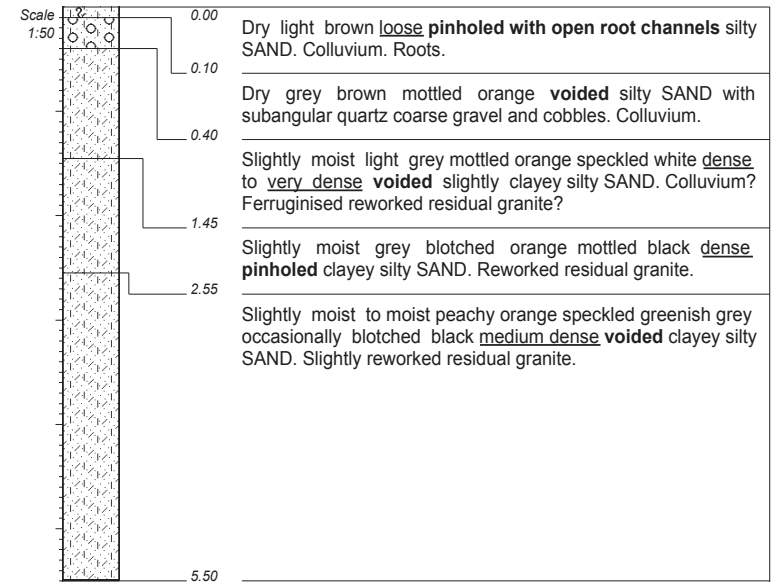 Scale
1:50
0.00
Dry light brown loose pinholed with open root channels silty
SAND. Colluvium. Roots.
0.10
Dry grey brown mottled orange voided silty SAND with
subangular quartz coarse gravel and cobbles. Colluvium.
0.40
Slightly moist light grey mottled orange speckled white dense
to very dense voided slightly clayey silty SAND. Colluvium?
Ferruginised reworked residual granite?
1.45
Slightly moist grey blotched orange mottled black dense
pinholed clayey silty SAND. Reworked residual granite.
2.55
Slightly moist to moist peachy orange speckled greenish grey
occasionally blotched black medium dense voided clayey silty
SAND. Slightly reworked residual granite.
5.50